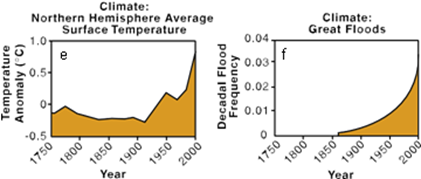 Climate:
Northern Hemisphere Average
Surface Temperature
Temperature
Anomaly (°C)
1.0
0.5
0
-0.5
e
1750
1800
1850
1900
1950
2000
Year
Climate:
Great Floods
Decadal Flood
Frequency
0.04
0.03
0.02
0.01
0
f
1750
1800
1850
1900
1950
2000
Year